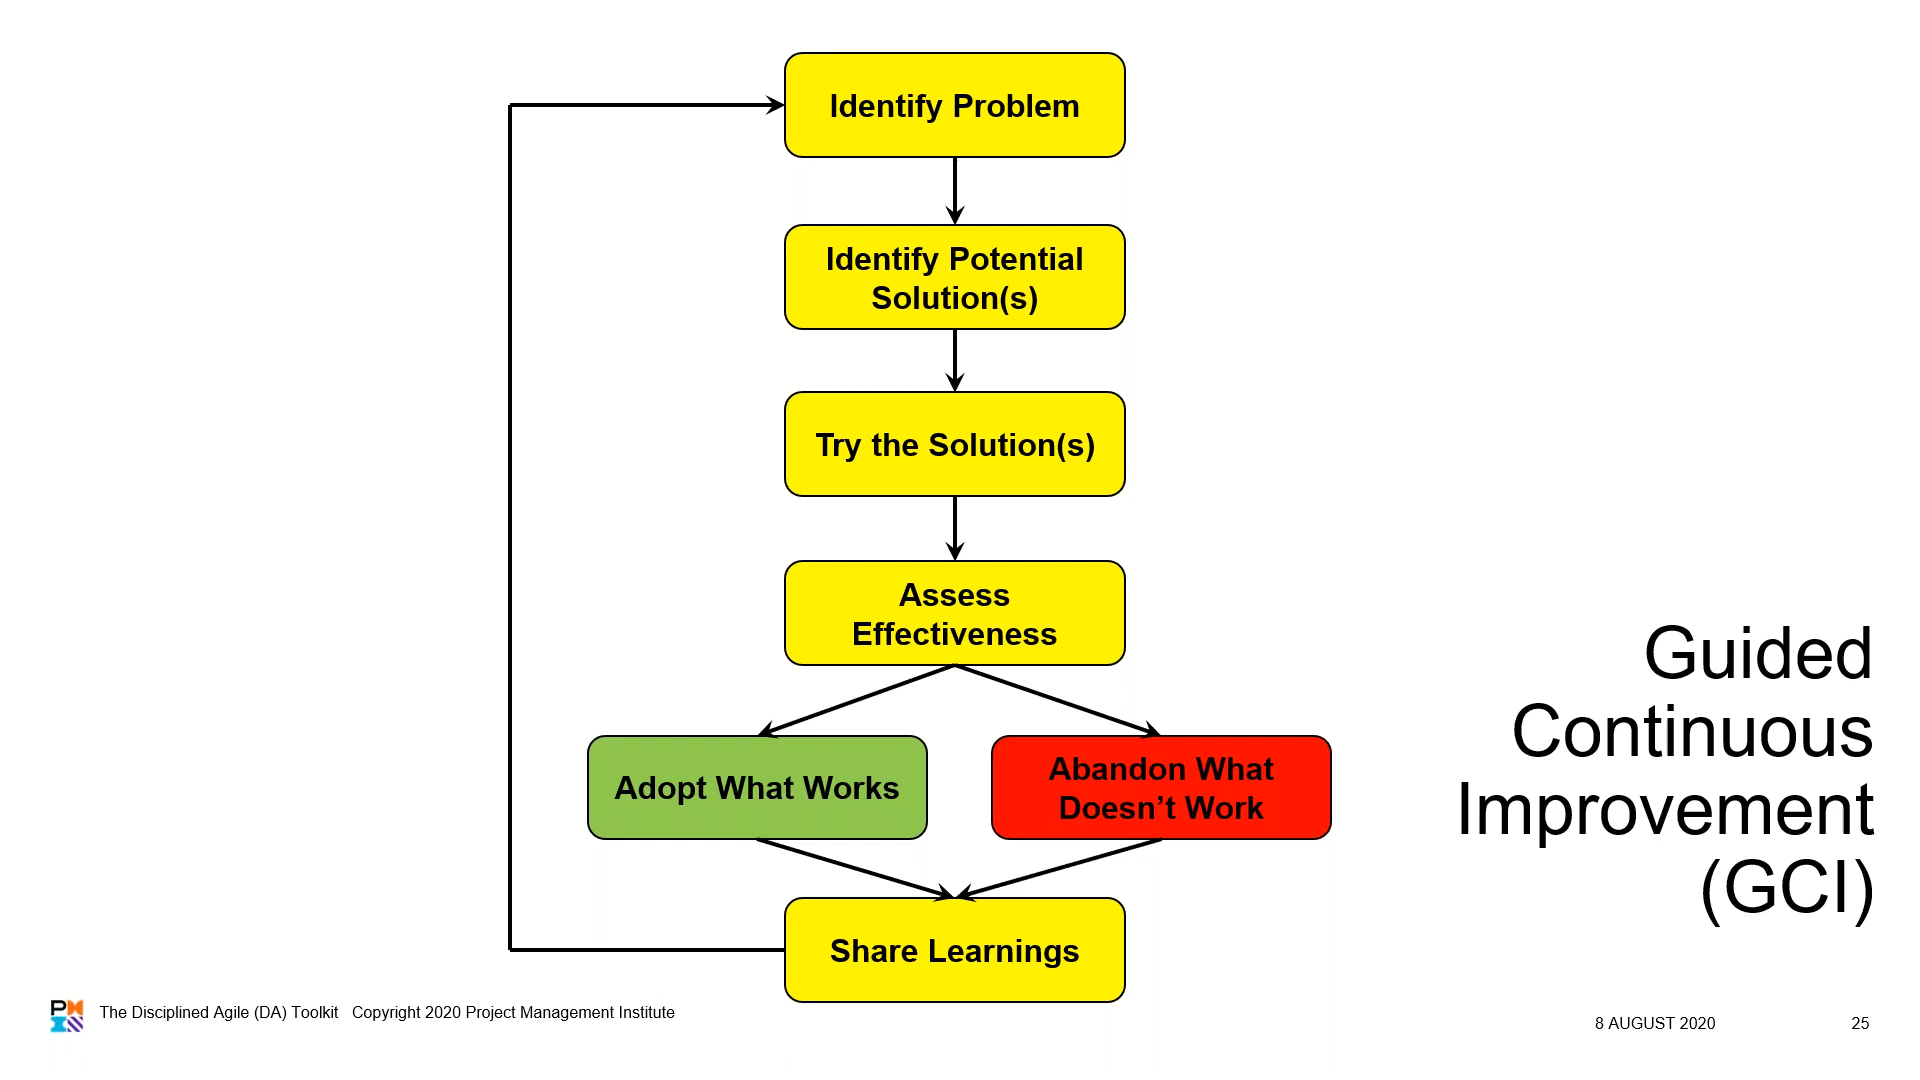 Identify Problem
Identify Potential
Solution(s)
Try the Solution(s)
Assess
Effectiveness
Adopt What Works
Abandon What
Doesn’t Work
Share Learnings
Guided
Continuous
Improvement
(GCI)
The Disciplined Agile (DA) Toolkit   Copyright 2020 Project Management Institute
8 AUGUST 2020
25